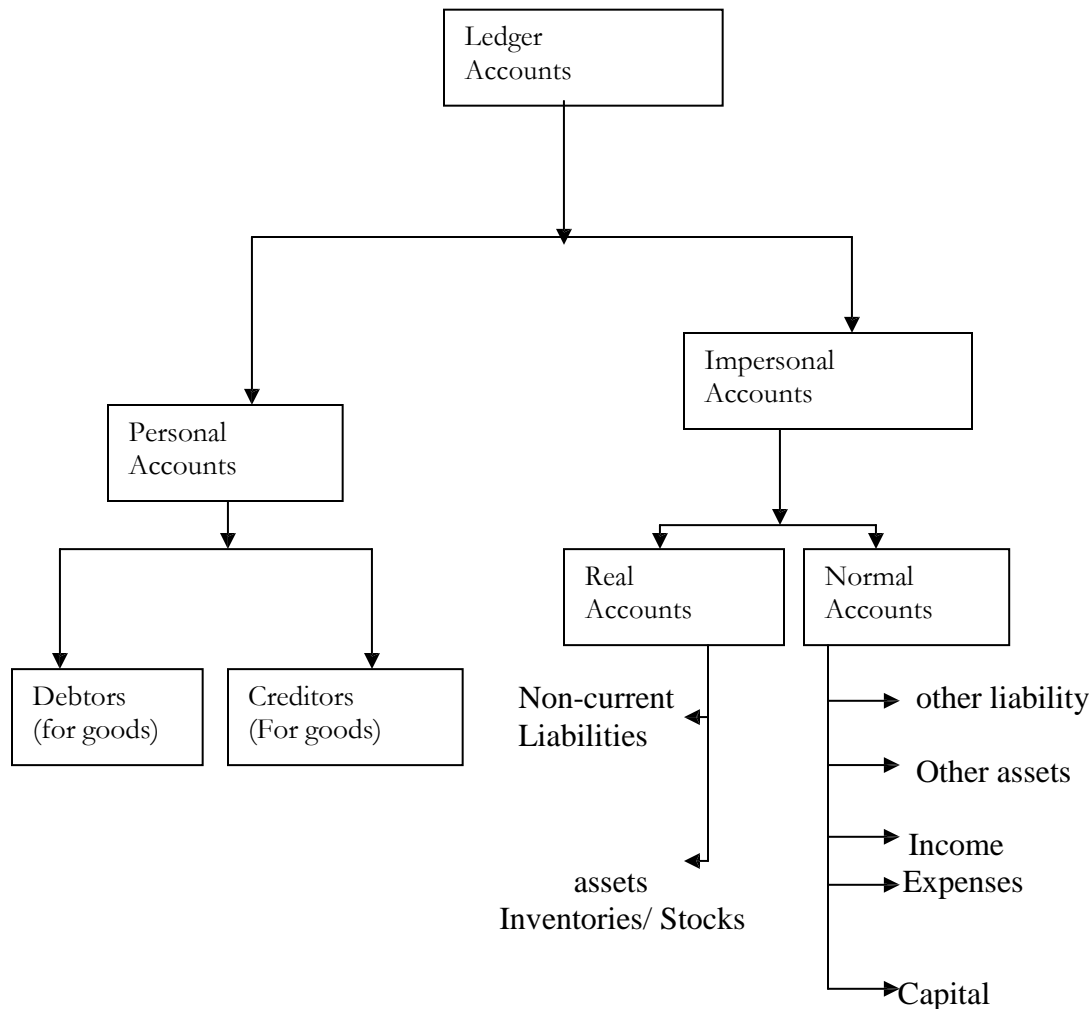 Ledger
Accounts
Impersonal
Accounts
Personal
Accounts
Real
Accounts
Normal
Accounts
Debtors
(for goods)
Creditors
(For goods)
Non-current
Liabilities
other liability
Other assets
Income
Expenses
assets
Inventories/ Stocks
Capital